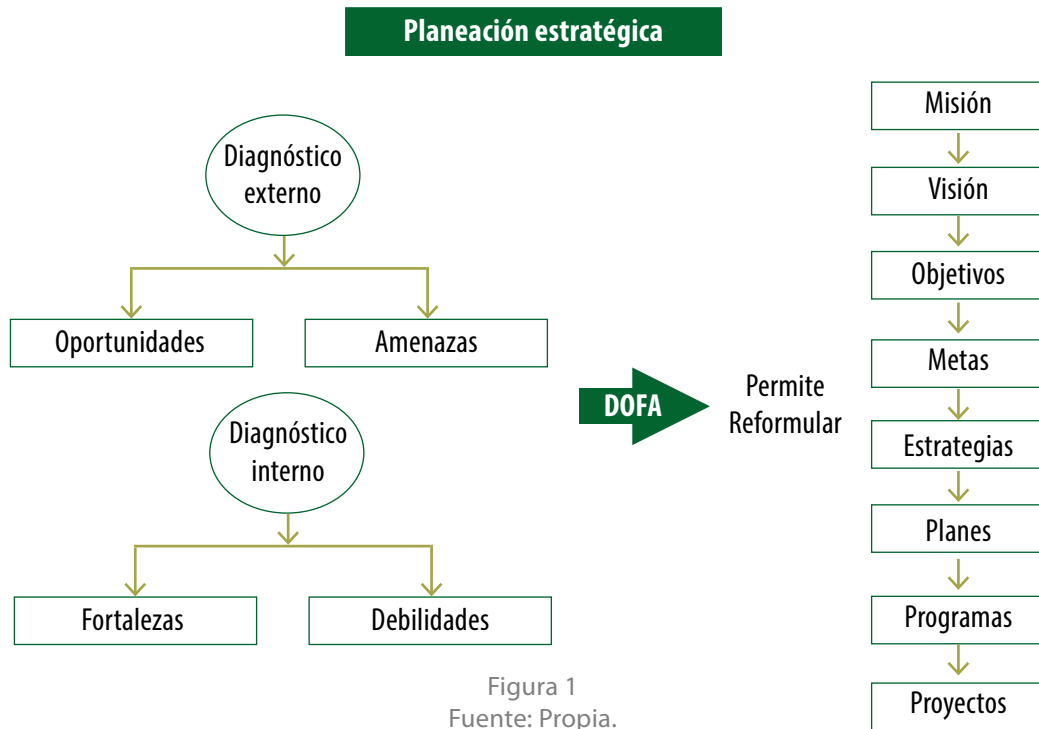 Planeación estratégica
Diagnóstico
externo
Oportunidades
Amenazas
Diagnóstico
interno
Fortalezas
Debilidades
DOFA
Permite
Reformular
Misión
Visión
Objetivos
Metas
Estrategias
Planes
Programas
Proyectos
Figura 1
Fuente: Propia.